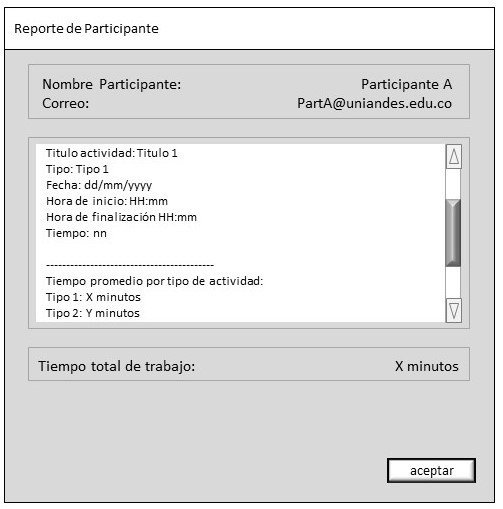 Reporte de Participante
Nombre Participante: Participante A
Correo: PartA@uniandes.edu.co
Titulo actividad: Titulo 1
Tipo: Tipo 1
Fecha: dd/mm/yyyy
Hora de inicio: HH:mm
Hora de finalización HH:mm
Tiempo: nn
------------------------------------------
Tiempo promedio por tipo de actividad:
Tipo 1: X minutos
Tipo 2: Y minutos
Tiempo total de trabajo: X minutos
aceptar